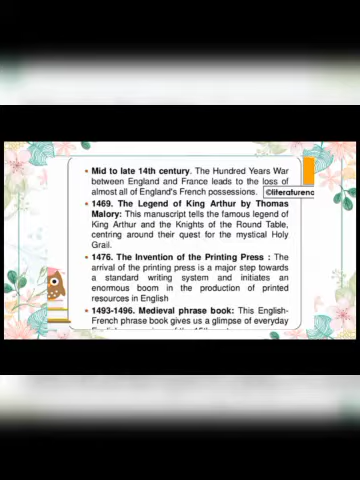 • Mid to late 14th century. The Hundred Years War
between England and France leads to the loss of
almost all of England's French possessions.
©literaturenc
• 1469. The Legend of King Arthur by Thomas
Malory: This manuscript tells the famous legend of
King Arthur and the Knights of the Round Table,
centring around their quest for the mystical Holy
Grail.
• 1476. The Invention of the Printing Press : The
arrival of the printing press is a major step towards
a standard writing system and initiates an
enormous boom in the production of printed
resources in English
• 1493-1496. Medieval phrase book: This English-
French phrase book gives us a glimpse of everyday